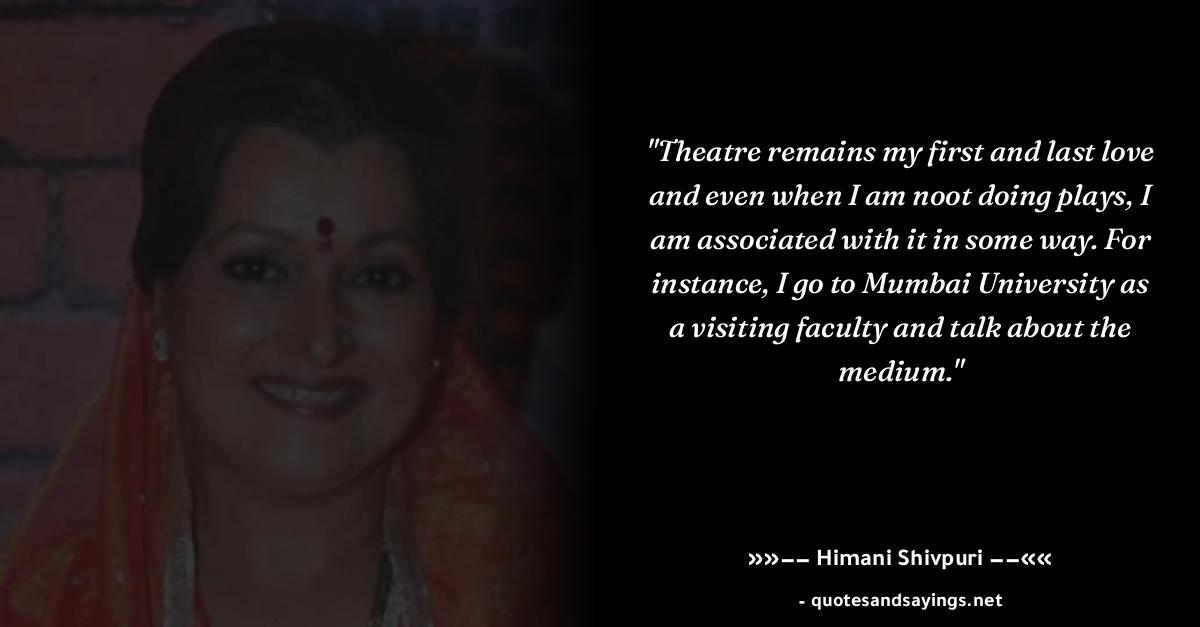 "Theatre remains my first and last love
and even when I am noot doing plays, I
am associated with it in some way. For
instance, I go to Mumbai University as
a visiting faculty and talk about the
medium."
»»−− Himani Shivpuri −−««
- quotesandsayings.net